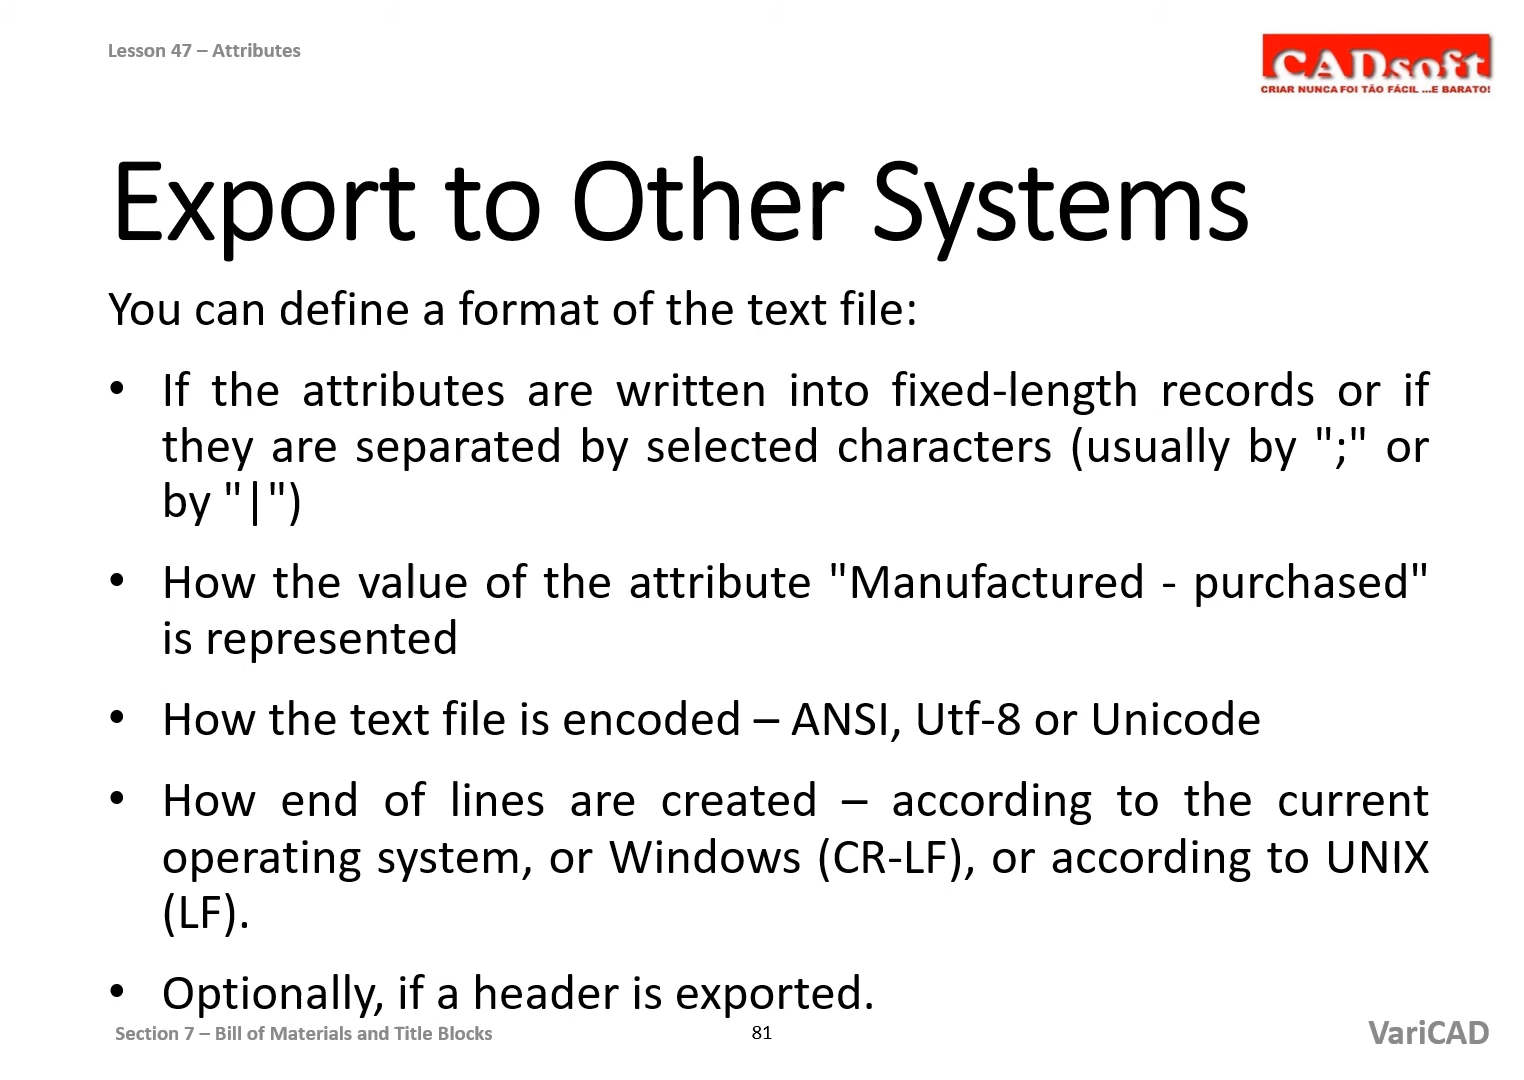 Lesson 47 – Attributes
CADsoft
CRIAR NUNCA FOI TÃO FÁCIL ...E BARATO!
Export to Other Systems
You can define a format of the text file:
• If the attributes are written into fixed-length records or if
they are separated by selected characters (usually by ";" or
by "|")
• How the value of the attribute "Manufactured - purchased"
is represented
• How the text file is encoded – ANSI, Utf-8 or Unicode
• How end of lines are created – according to the current
operating system, or Windows (CR-LF), or according to UNIX
(LF).
• Optionally, if a header is exported.
Section 7 – Bill of Materials and Title Blocks
81
VariCAD